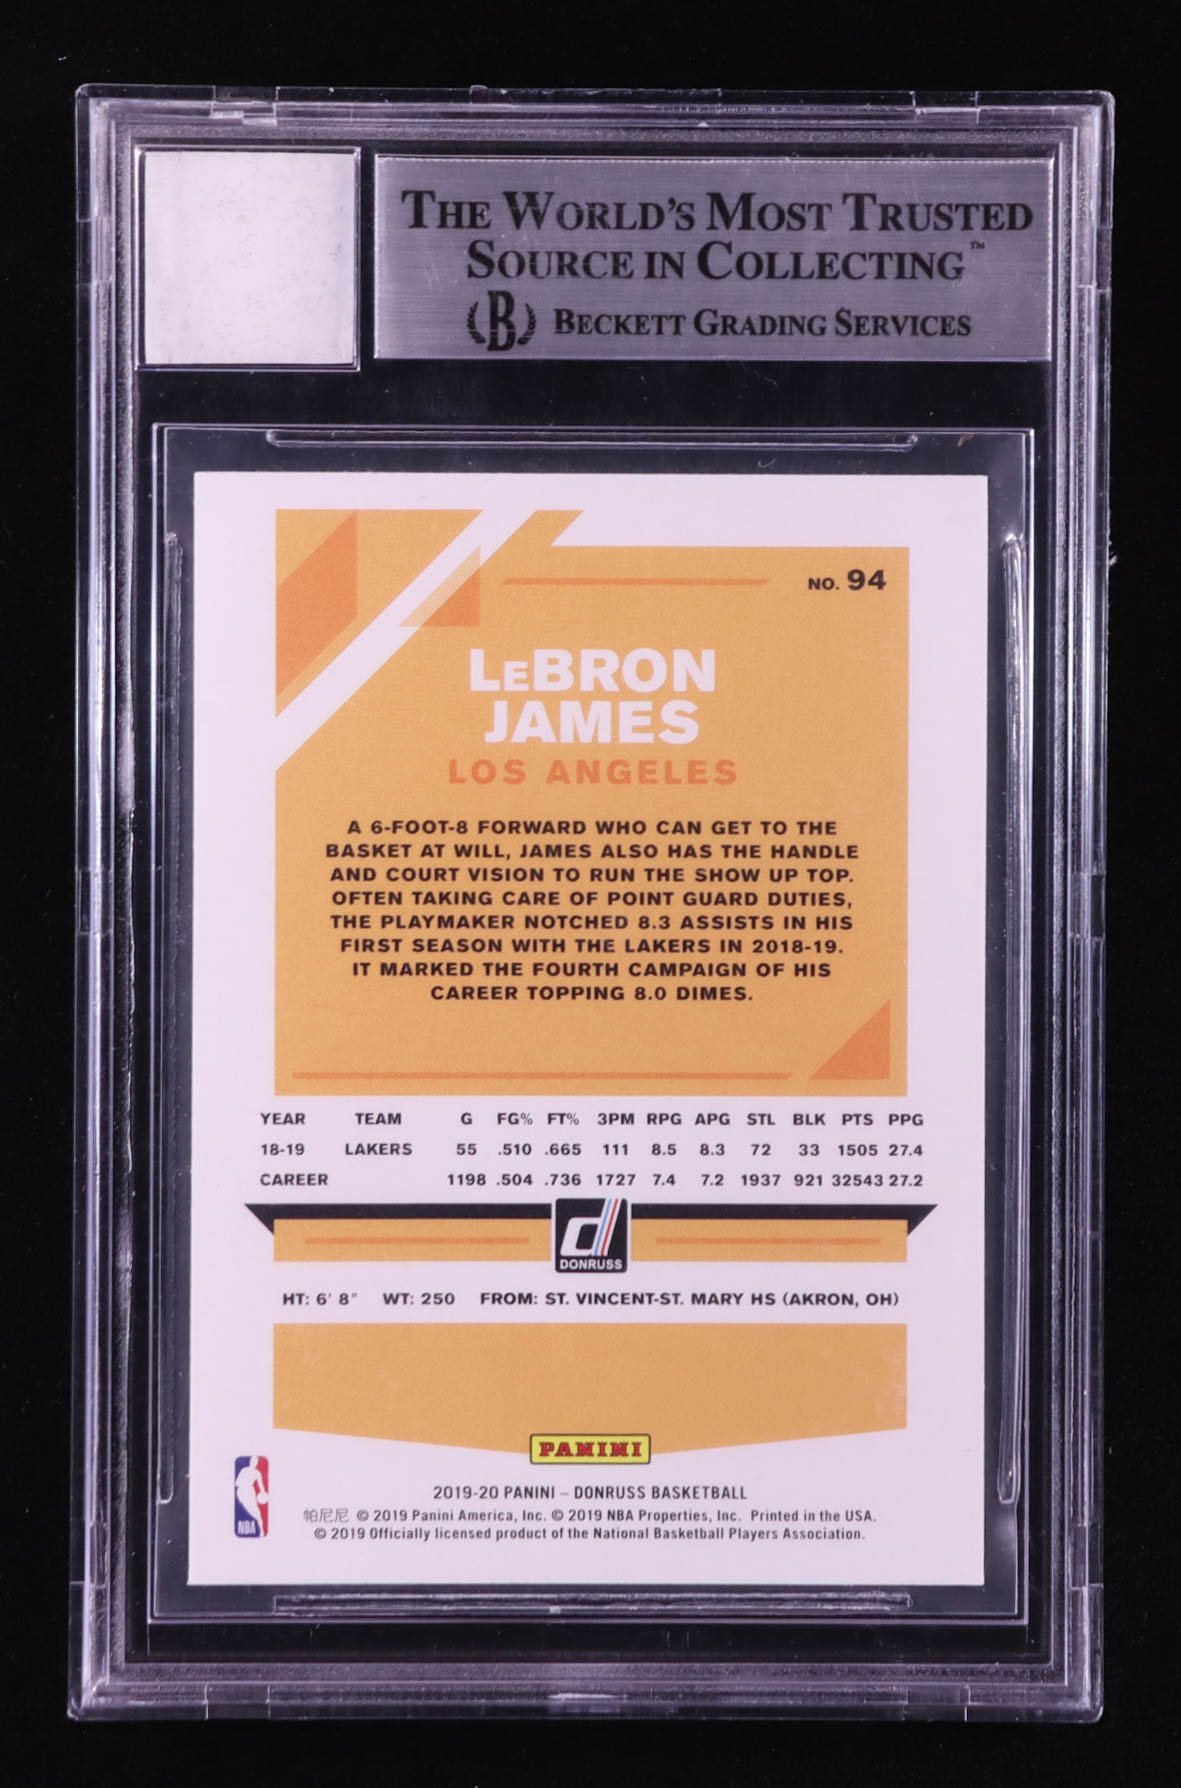 THE WORLD'S MOST TRUSTED
SOURCE IN COLLECTING™
B BECKETT GRADING SERVICES
NO. 94
LeBRON
JAMES
LOS ANGELES
A 6-FOOT-8 FORWARD WHO CAN GET TO THE
BASKET AT WILL, JAMES ALSO HAS THE HANDLE
AND COURT VISION TO RUN THE SHOW UP TOP.
OFTEN TAKING CARE OF POINT GUARD DUTIES,
THE PLAYMAKER NOTCHED 8.3 ASSISTS IN HIS
FIRST SEASON WITH THE LAKERS IN 2018-19.
IT MARKED THE FOURTH CAMPAIGN OF HIS
CAREER TOPPING 8.0 DIMES.
YEAR TEAM G FG% FT% 3PM RPG APG STL BLK PTS PPG
18-19 LAKERS 55 .510 .665 111 8.5 8.3 72 33 1505 27.4
CAREER 1198 .504 .736 1727 7.4 7.2 1937 921 32543 27.2
d
DONRUSS
HT: 6' 8" WT: 250 FROM: ST. VINCENT-ST. MARY HS (AKRON, OH)
PANINI
NBA
2019-20 PANINI – DONRUSS BASKETBALL
帕尼尼 © 2019 Panini America, Inc. © 2019 NBA Properties, Inc. Printed in the USA.
© 2019 Officially licensed product of the National Basketball Players Association.